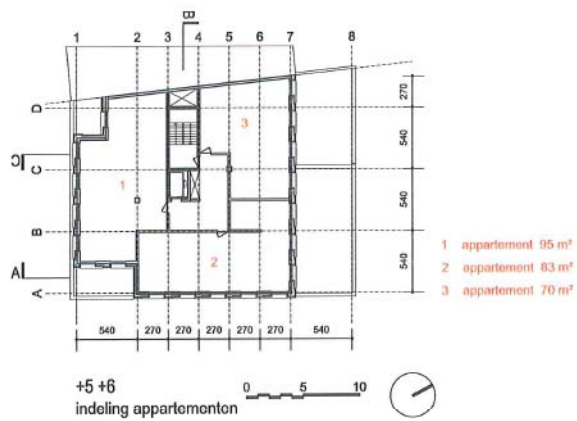 B
1 2 3 4 5 6 7 8
D
270
3
540
C
C
1
540
B
1 appartement 95 m²
A
2
2 appartement 83 m²
540
A
3 appartement 70 m²
540 270 270 270 270 270 540
+5 +6
0 5 10
indeling appartementen